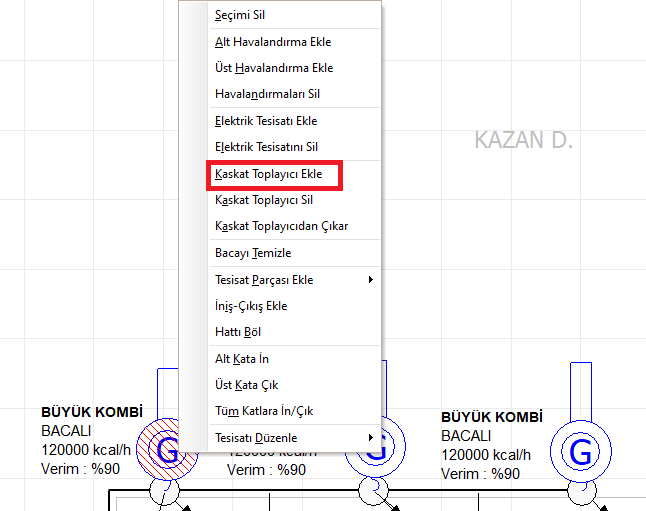 Seçimi Sil
Alt Havalandırma Ekle
Üst Havalandırma Ekle
Havalandırmaları Sil
Elektrik Tesisatı Ekle
Elektrik Tesisatını Sil
Kaskat Toplayıcı Ekle
Kaskat Toplayıcı Sil
Kaskat Toplayıcıdan Çıkar
Bacayı Temizle
Tesisat Parçası Ekle
İniş-Çıkış Ekle
Hattı Böl
Alt Kata İn
Üst Kata Çık
Tüm Katlara İn/Çık
Tesisatı Düzenle
KAZAN D.
BÜYÜK KOMBİ
BACALI
120000 kcal/h
Verim : %90
G
120000 kcal/h
Verim : %90
G
BÜYÜK KOMBİ
BACALI
120000 kcal/h
Verim : %90
G